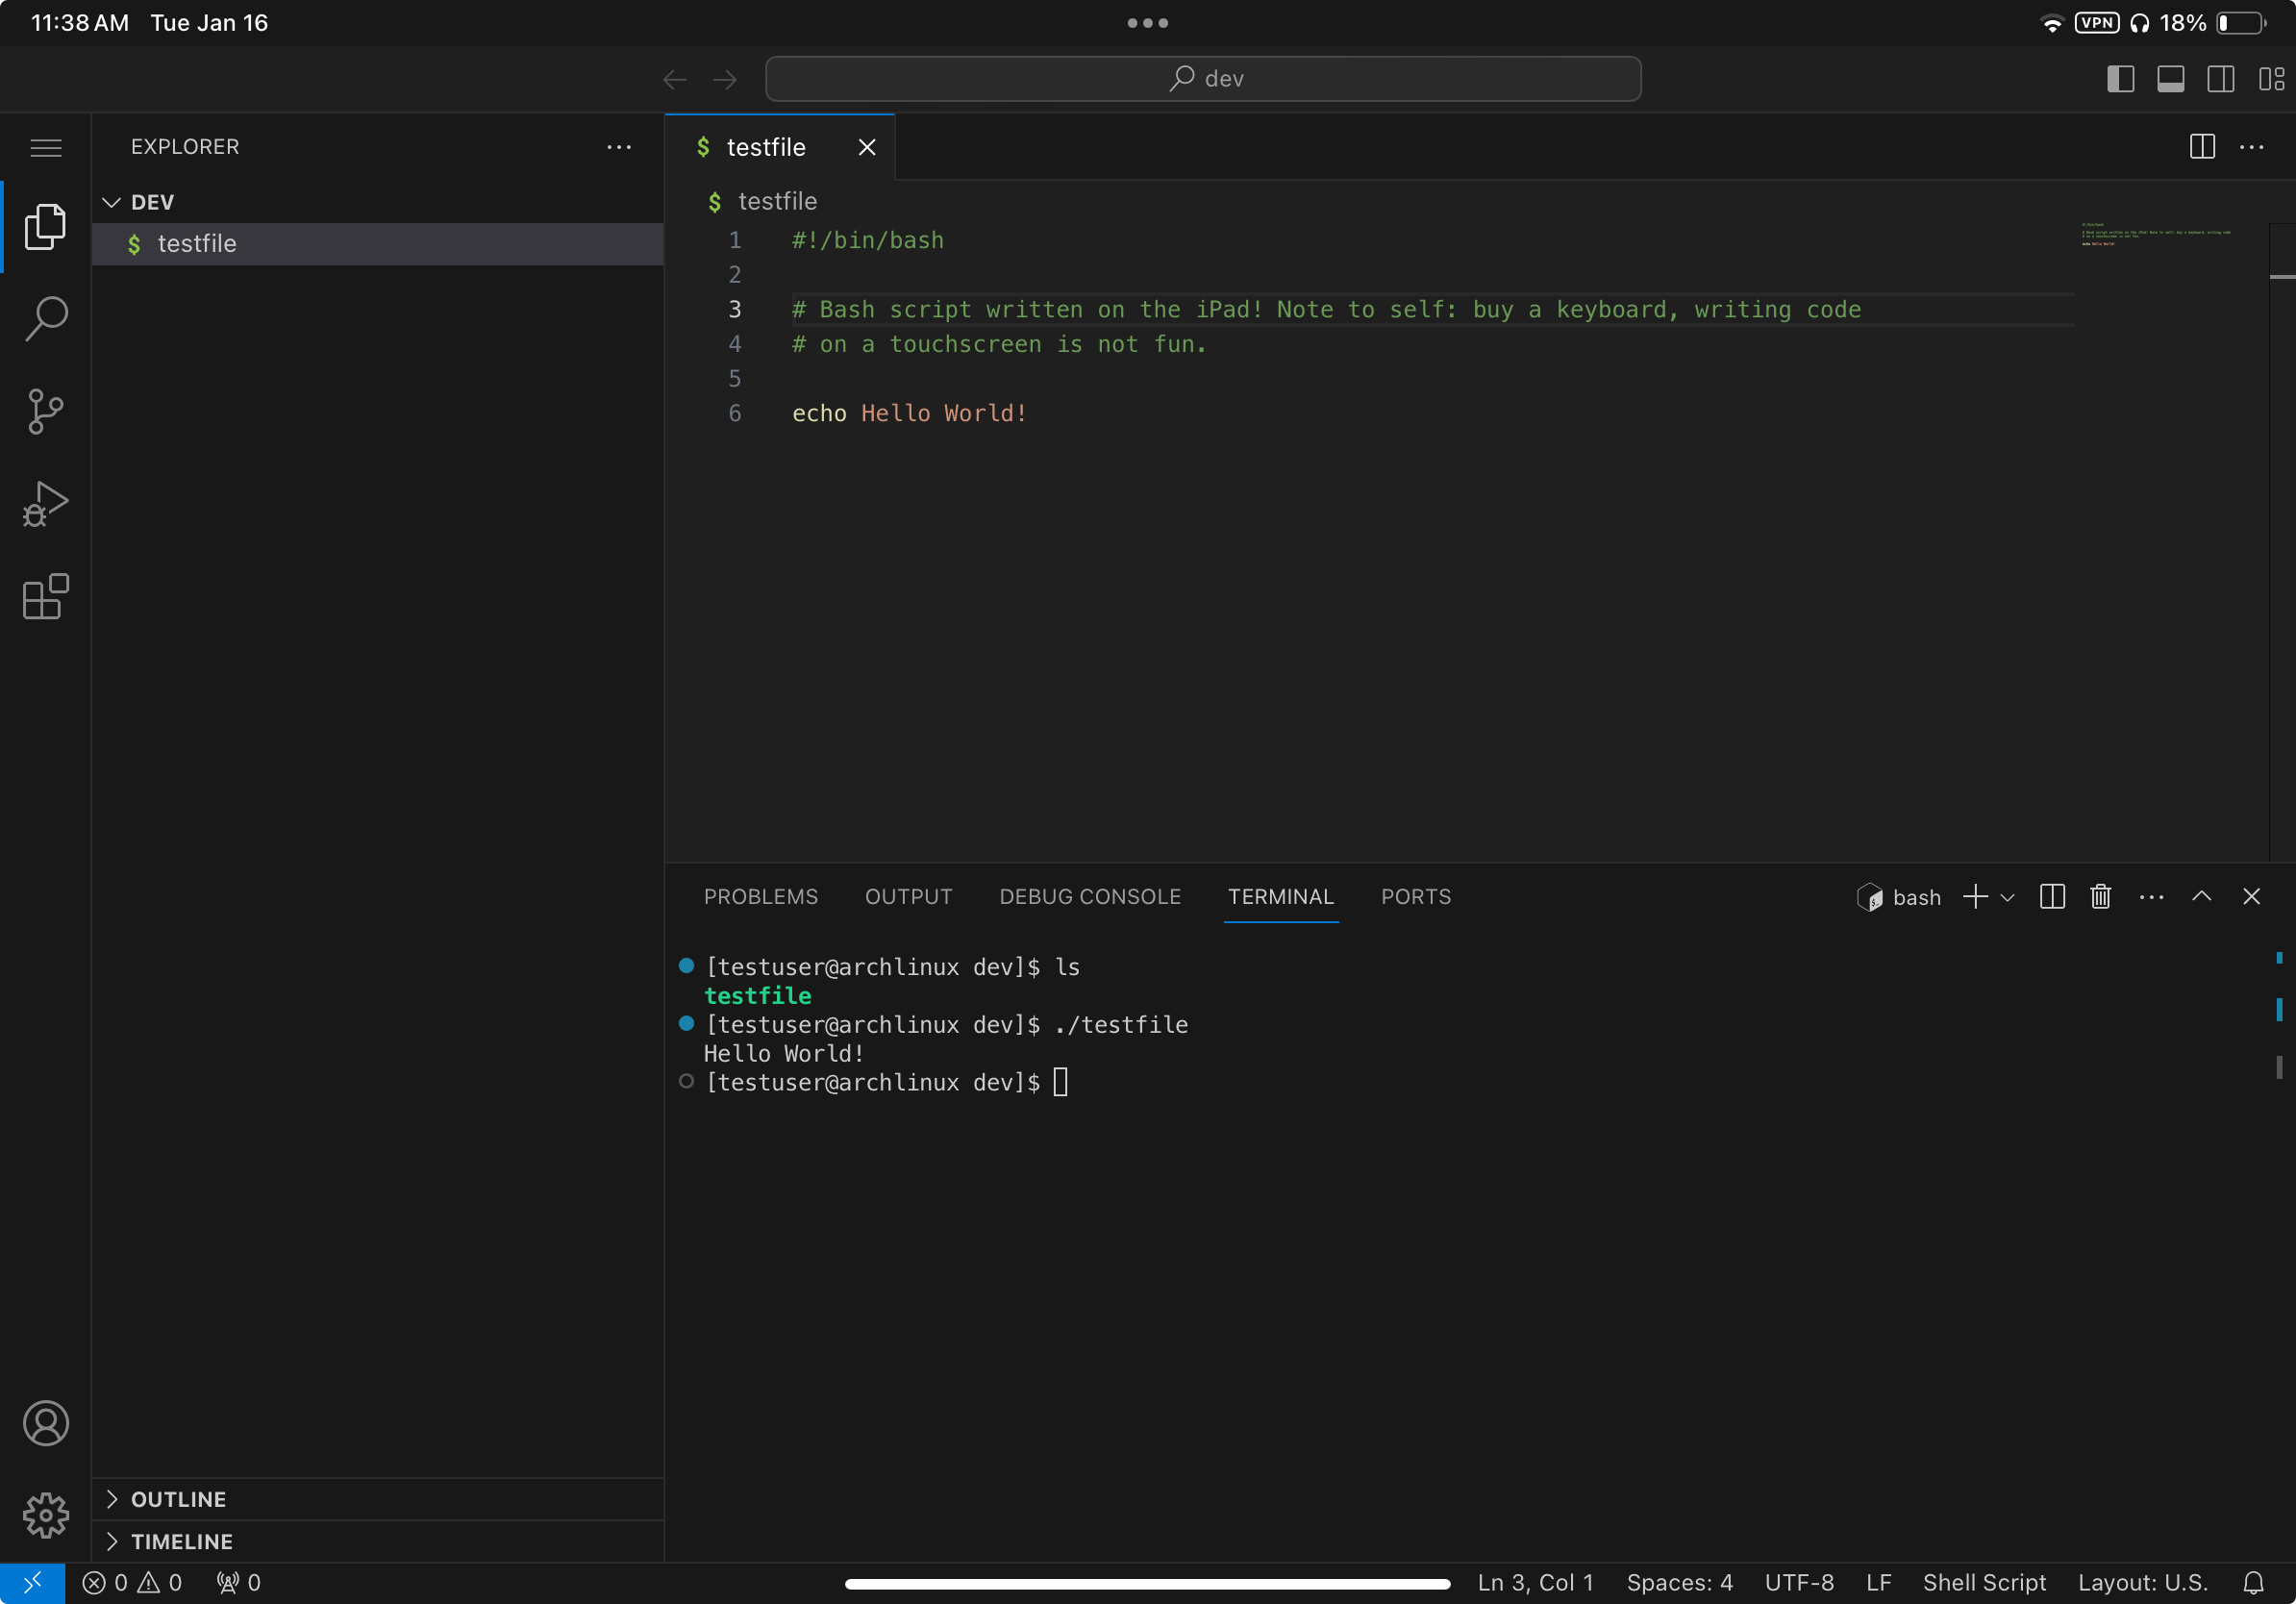 11:38 AM Tue Jan 16
VPN 18%
dev
EXPLORER
DEV
$ testfile
$ testfile
$ testfile
1 #!/bin/bash
2
3 # Bash script written on the iPad! Note to self: buy a keyboard, writing code
4 # on a touchscreen is not fun.
5
6 echo Hello World!
PROBLEMS OUTPUT DEBUG CONSOLE TERMINAL PORTS
bash
[testuser@archlinux dev]$ ls
testfile
[testuser@archlinux dev]$ ./testfile
Hello World!
[testuser@archlinux dev]$
OUTLINE
TIMELINE
0 0 0
Ln 3, Col 1 Spaces: 4 UTF-8 LF Shell Script Layout: U.S.